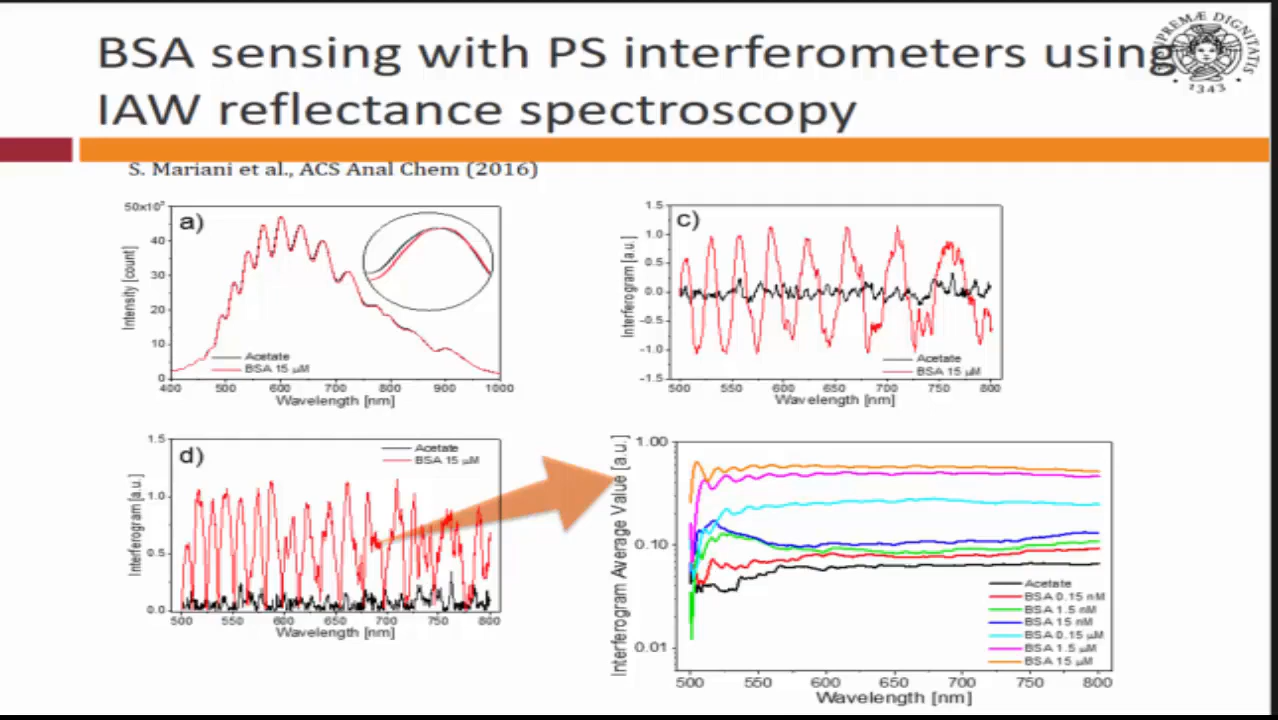 BSA sensing with PS interferometers using
IAW reflectance spectroscopy
SUPREMÆ DIGNITATIS
• 1343 •
S. Mariani et al., ACS Anal Chem (2016)
a)
50x10³
40
30
20
10
0
Intensity [count]
Acetate
BSA 15 µM
400 500 600 700 800 900 1000
Wavelength [nm]
c)
1.5
1.0
0.5
0.0
-0.5
-1.0
-1.5
Interferogram [a.u.]
Acetate
BSA 15 µM
500 550 600 650 700 750 800
Wavelength [nm]
d)
1.5
1.0
0.5
0.0
Interferogram [a.u.]
Acetate
BSA 15 µM
500 550 600 650 700 750 800
Wavelength [nm]
1.00
0.10
0.01
Interferogram Average Value [a.u.]
Acetate
BSA 0.15 nM
BSA 1.5 nM
BSA 15 nM
BSA 0.15 µM
BSA 1.5 µM
BSA 15 µM
500 550 600 650 700 750 800
Wavelength [nm]